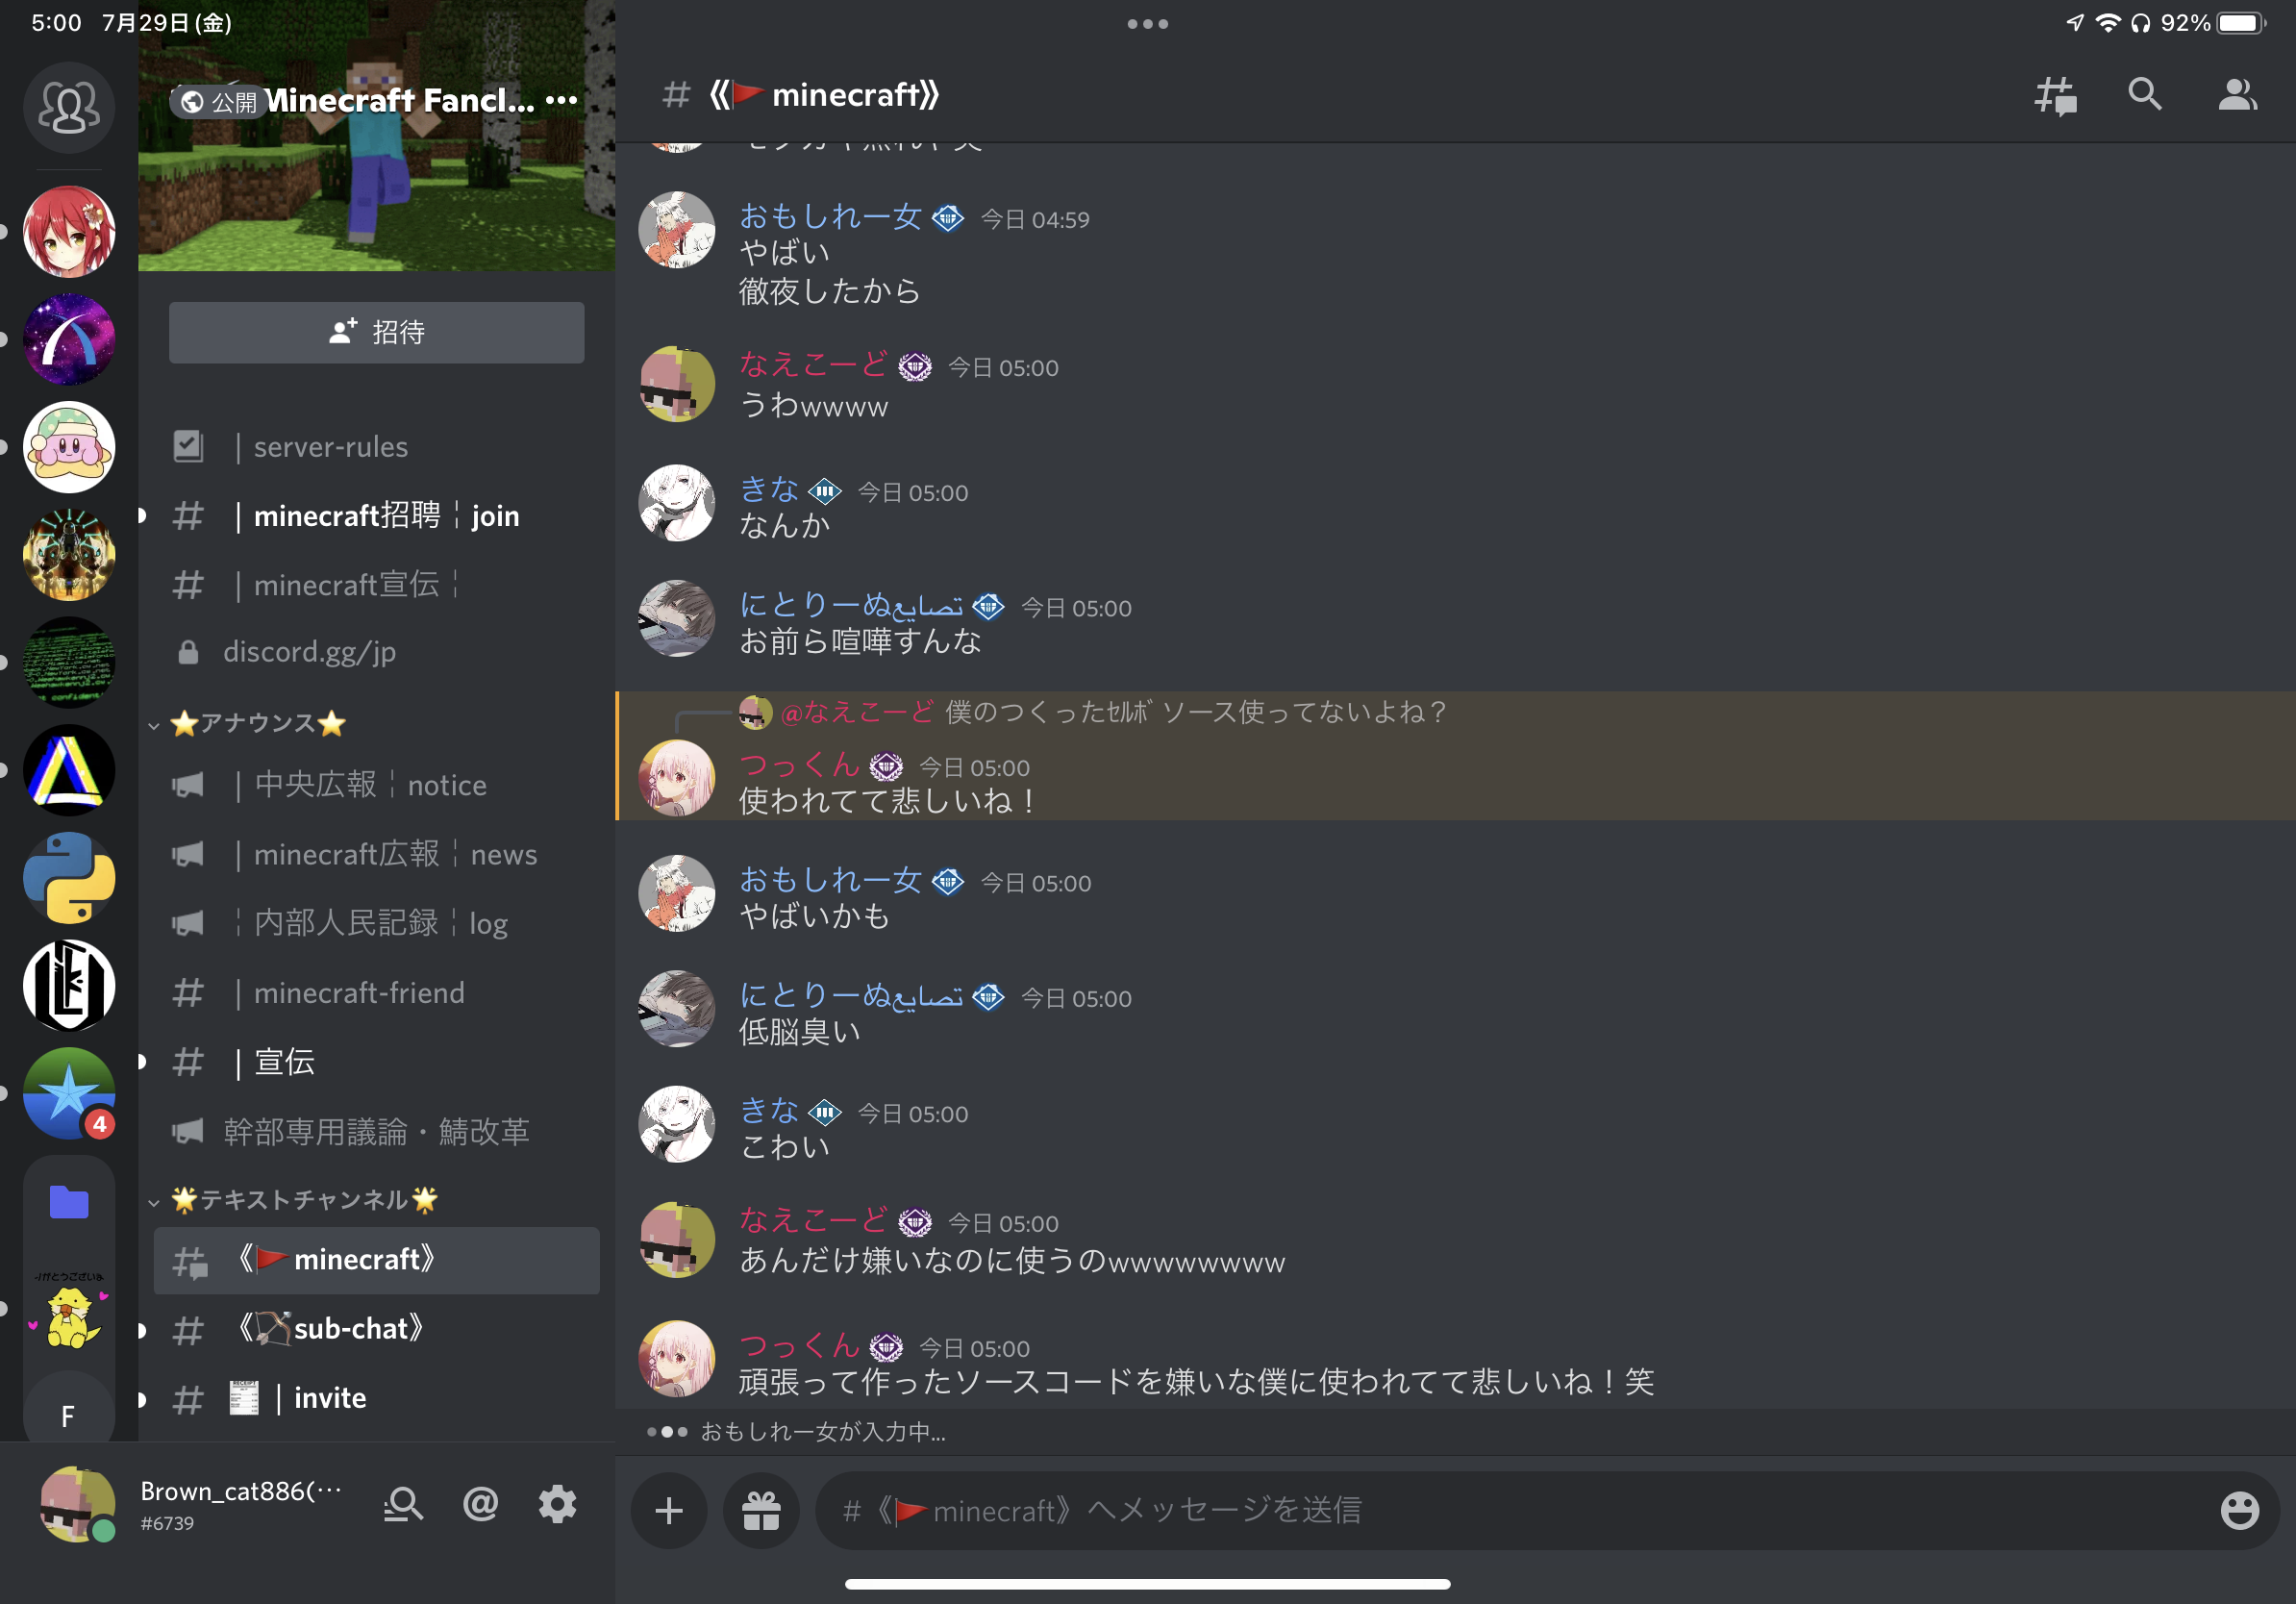 5:00 7月29日(金)
92%
公開
Minecraft Fancl...
招待
| server-rules
| minecraft招聘 ¦ join
| minecraft宣伝 ¦
discord.gg/jp
⭐アナウンス⭐
| 中央広報 ¦ notice
| minecraft広報 ¦ news
¦ 内部人民記録 ¦ log
| minecraft-friend
| 宣伝
幹部専用議論・鯖改革
🌟テキストチャンネル🌟
《🚩minecraft》
《🏹sub-chat》
🧾 | invite
4
F
Brown_cat886(…
#6739
# 《🚩minecraft》
おもしれー女 今日 04:59
やばい
徹夜したから
なえこーど 今日 05:00
うわwwww
きな 今日 05:00
なんか
にとりーぬتصايع 今日 05:00
お前ら喧嘩すんな
@なえこーど 僕のつくったｾﾙﾎﾞソース使ってないよね？
つっくん 今日 05:00
使われてて悲しいね！
おもしれー女 今日 05:00
やばいかも
にとりーぬتصايع 今日 05:00
低脳臭い
きな 今日 05:00
こわい
なえこーど 今日 05:00
あんだけ嫌いなのに使うのwwwwwwww
つっくん 今日 05:00
頑張って作ったソースコードを嫌いな僕に使われてて悲しいね！笑
おもしれー女が入力中...
#《🚩minecraft》へメッセージを送信